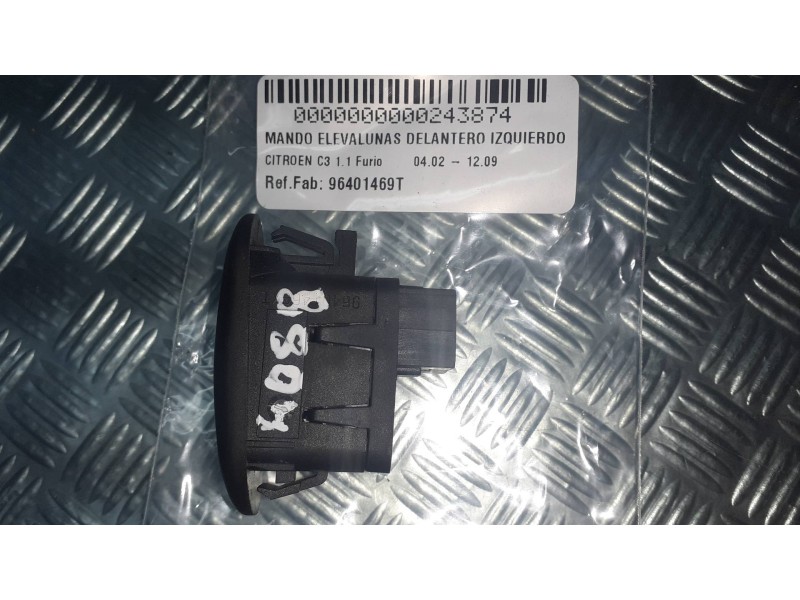 0000000000243874
MANDO ELEVALUNAS DELANTERO IZQUIERDO
CITROEN C3 1.1 Furio 04.02 - 12.09
Ref.Fab: 96401469T